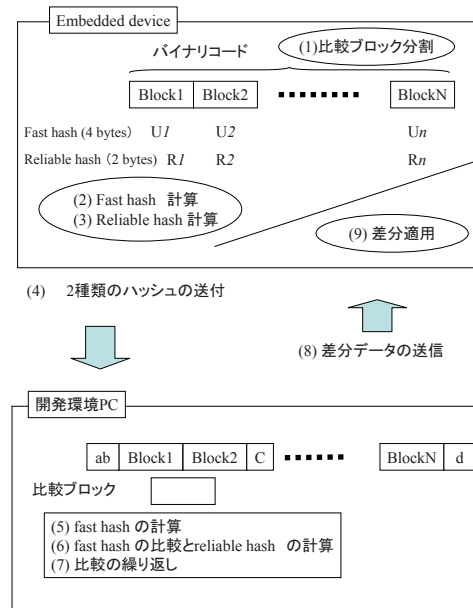 Embedded device
バイナリコード
(1)比較ブロック分割
Block1 Block2 BlockN
Fast hash (4 bytes) U1 U2 Un
Reliable hash (2 bytes) R1 R2 Rn
(2) Fast hash 計算
(3) Reliable hash 計算
(9) 差分適用
(4) 2種類のハッシュの送付
(8) 差分データの送信
開発環境PC
ab Block1 Block2 C BlockN d
比較ブロック
(5) fast hash の計算
(6) fast hash の比較とreliable hash の計算
(7) 比較の繰り返し